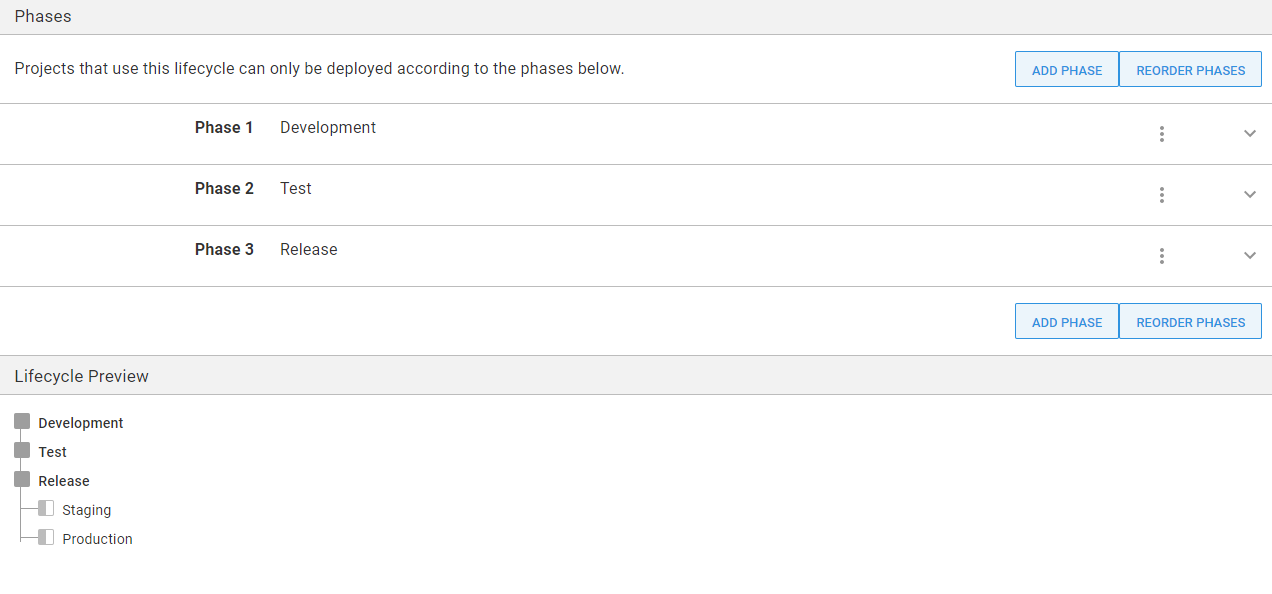 Phases
Projects that use this lifecycle can only be deployed according to the phases below.
ADD PHASE REORDER PHASES
Phase 1 Development
Phase 2 Test
Phase 3 Release
ADD PHASE REORDER PHASES
Lifecycle Preview
Development
Test
Release
Staging
Production